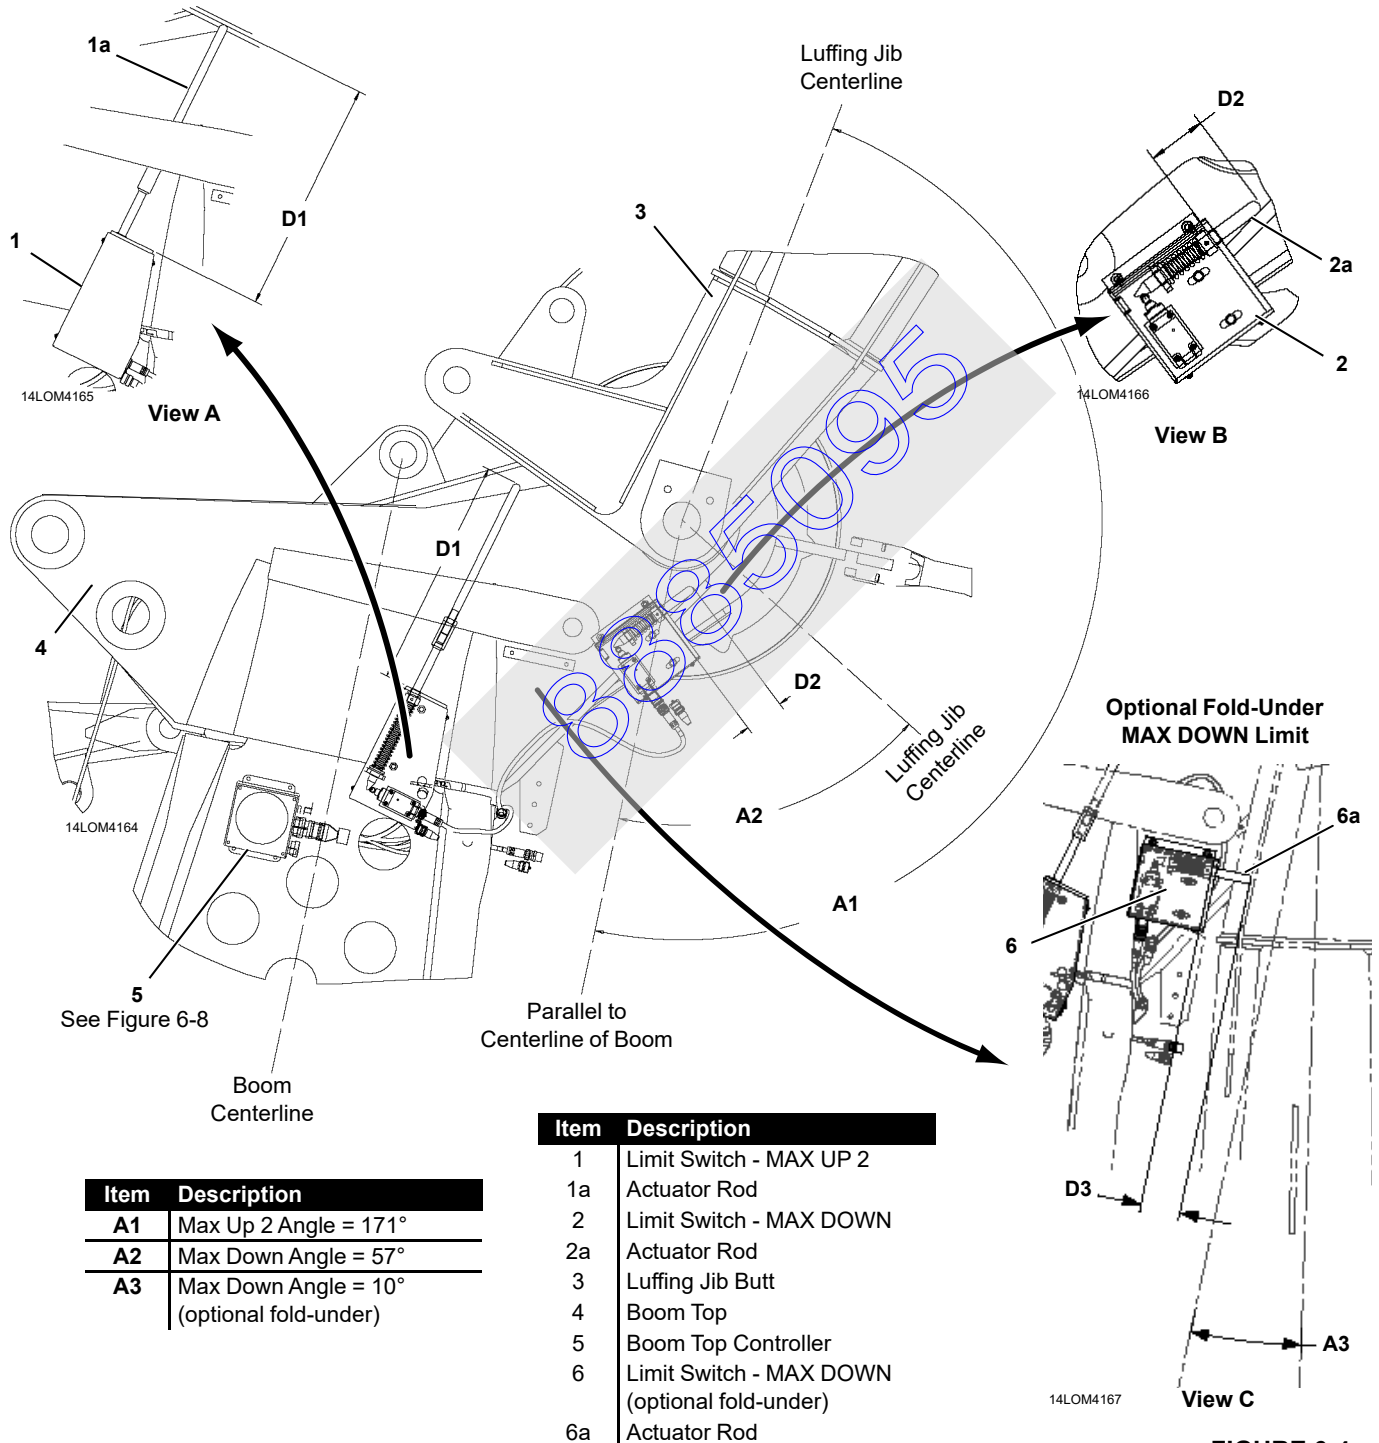 1a
Luffing Jib
Centerline
D2
3
D1
1
2a
2
14LOM4165
View A
14LOM4166
View B
D1
4
D2
Luffing Jib
Centerline
Optional Fold-Under
MAX DOWN Limit
14LOM4164
A2
6a
A1
6
5
See Figure 6-8
Parallel to
Centerline of Boom
Boom
Centerline
88885095
D3
A3
14LOM4167
View C
Item Description
A1 Max Up 2 Angle = 171°
A2 Max Down Angle = 57°
A3 Max Down Angle = 10°
(optional fold-under)
Item Description
1 Limit Switch - MAX UP 2
1a Actuator Rod
2 Limit Switch - MAX DOWN
2a Actuator Rod
3 Luffing Jib Butt
4 Boom Top
5 Boom Top Controller
6 Limit Switch - MAX DOWN
(optional fold-under)
6a Actuator Rod